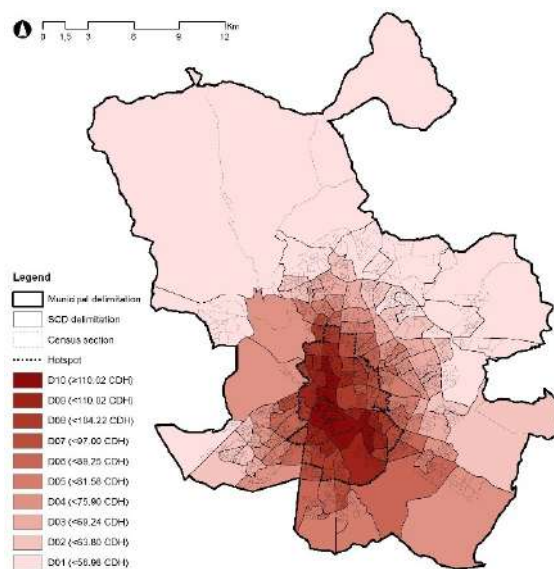 Km
0 1,5 3 6 9 12
Legend
Municipal delimitation
SCD delimitation
Census section
Hotspot
D10 (>110.02 CDH)
D09 (<110.02 CDH)
D08 (<104.22 CDH)
D07 (<97.00 CDH)
D06 (<88.25 CDH)
D05 (<81.58 CDH)
D04 (<75.90 CDH)
D03 (<69.24 CDH)
D02 (<63.80 CDH)
D01 (<56.98 CDH)